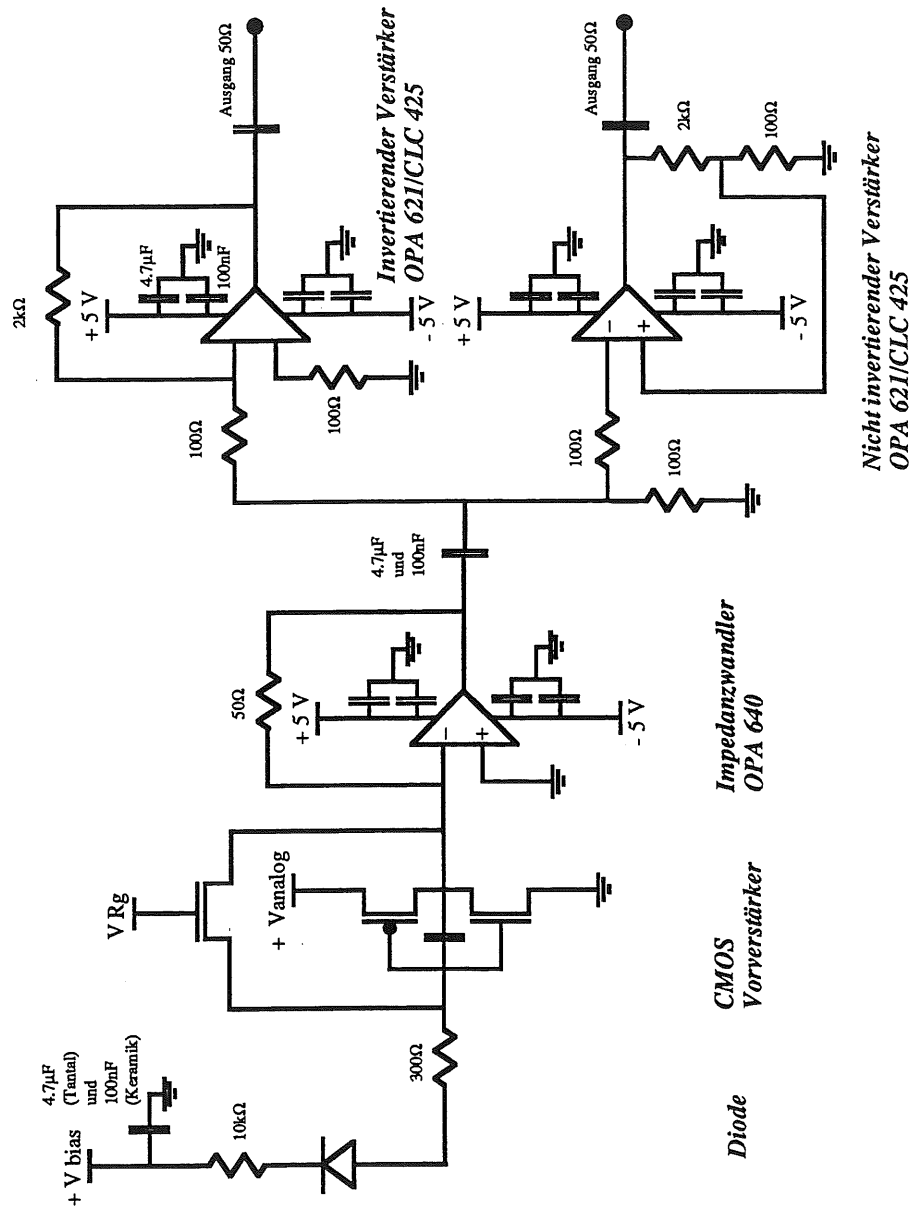 + V bias
4.7µF
(Tantal)
und
100nF
(Keramik)
10kΩ
300Ω
Diode
V Rg
+ Vanalog
CMOS
Vorverstärker
50Ω
+ 5 V
−
+
- 5 V
Impedanzwandler
OPA 640
4.7µF
und
100nF
2kΩ
+ 5 V
4.7µF
100nF
100Ω
100Ω
- 5 V
Ausgang 50Ω
Invertierender Verstärker
OPA 621/CLC 425
+ 5 V
100Ω
100Ω
−
+
- 5 V
Ausgang 50Ω
2kΩ
100Ω
Nicht invertierender Verstärker
OPA 621/CLC 425